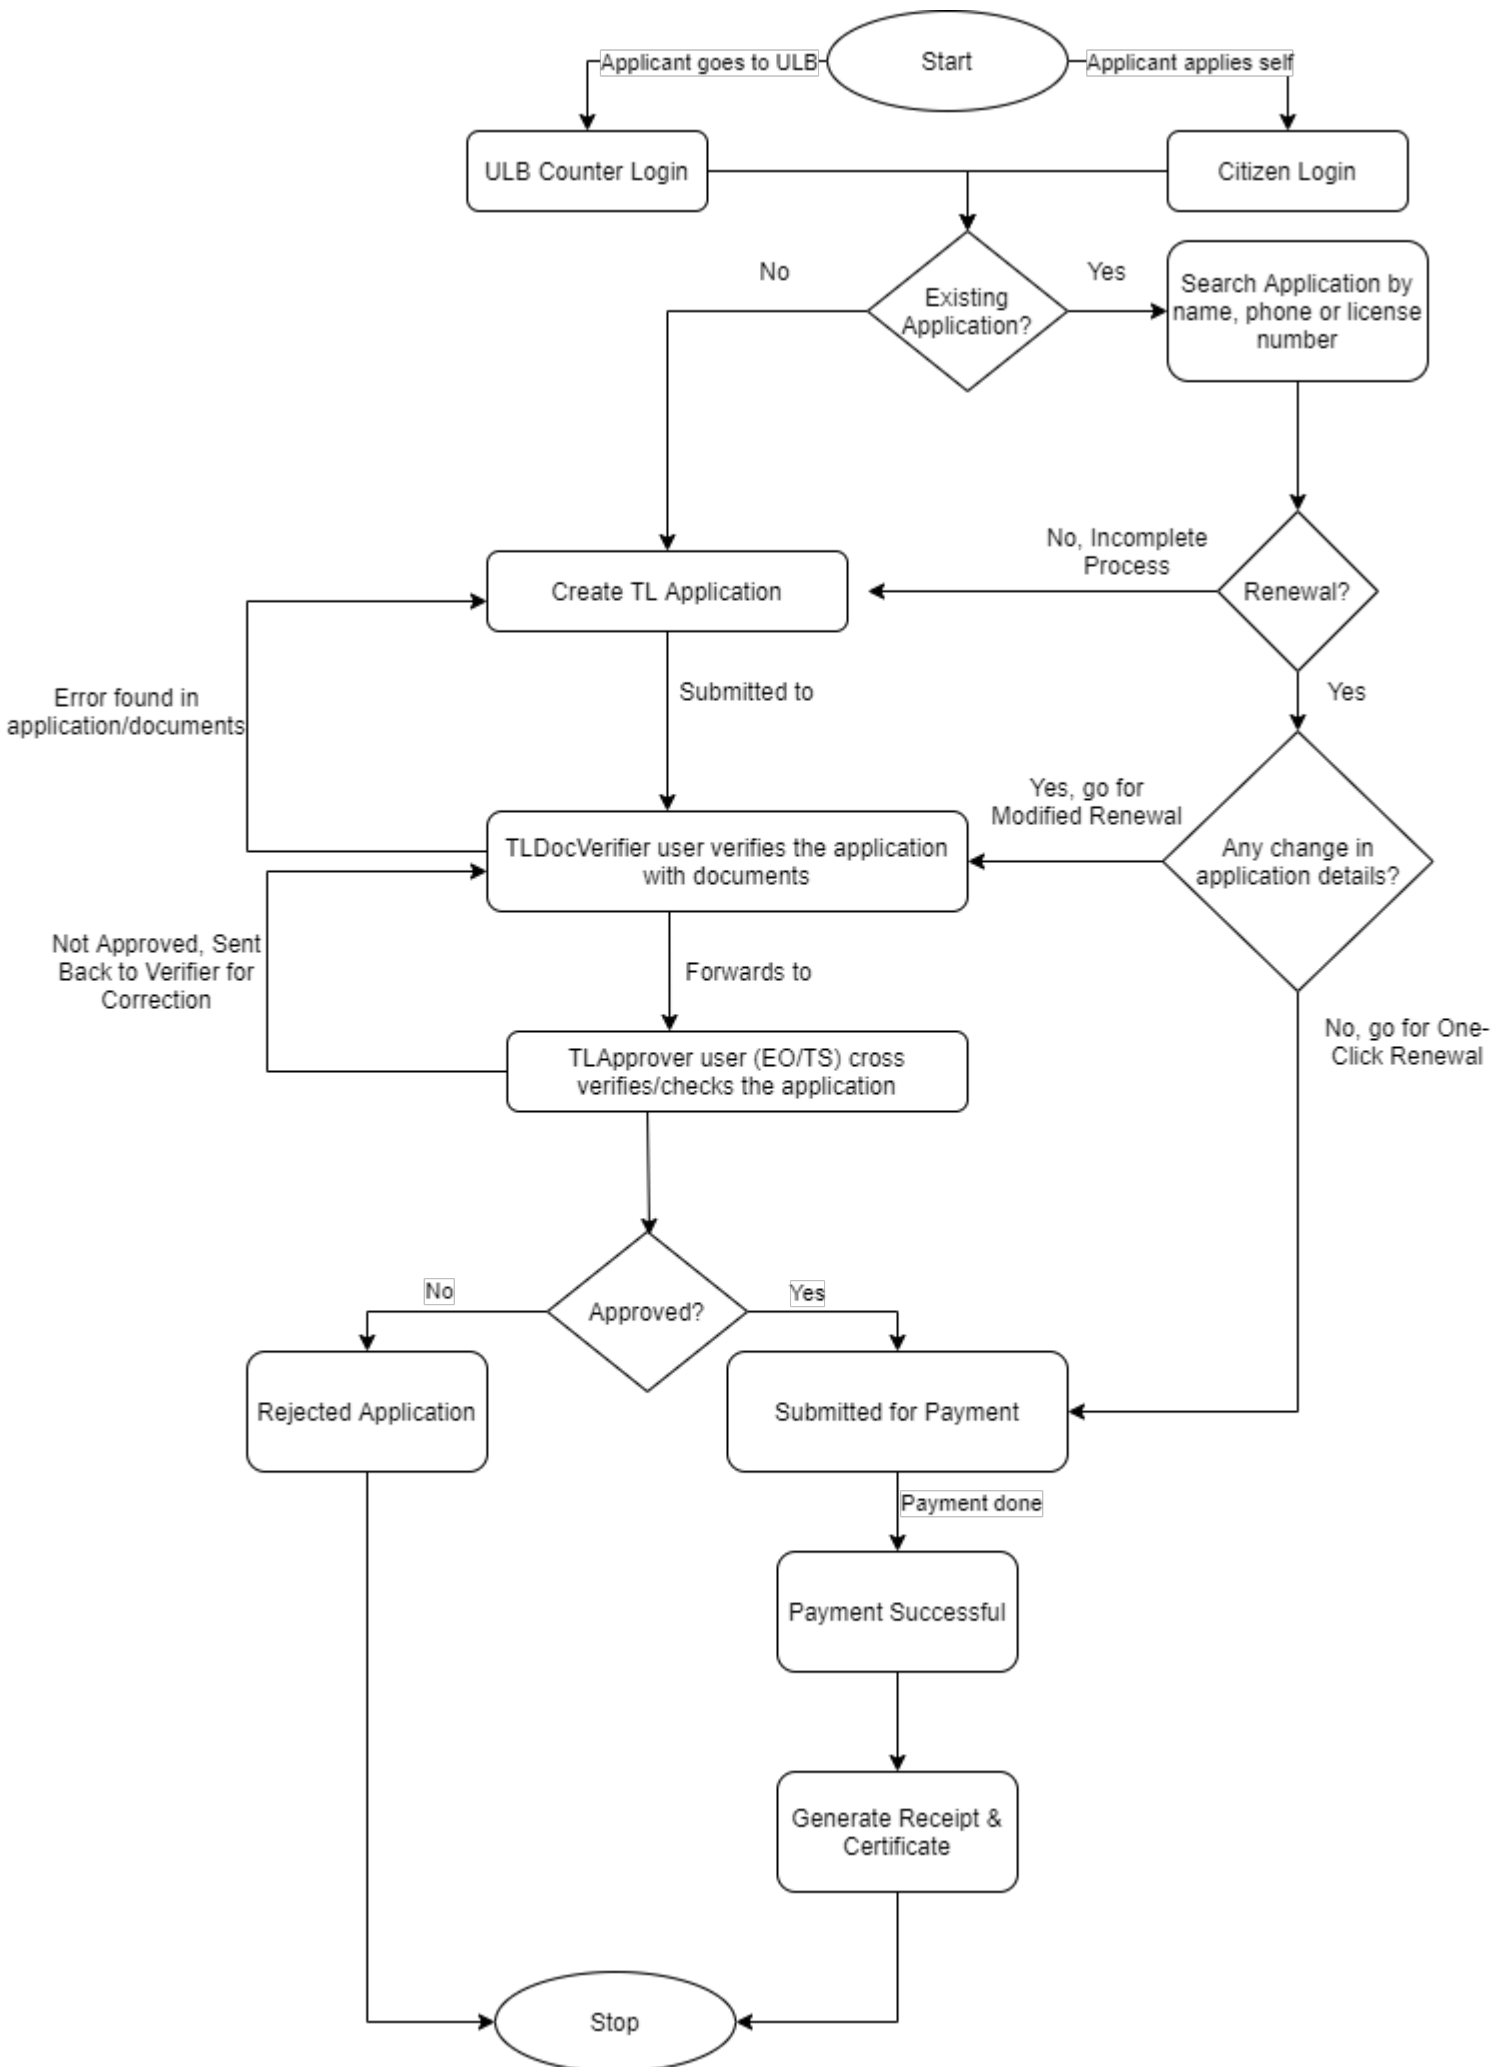 Applicant goes to ULB
Start
Applicant applies self
ULB Counter Login
Citizen Login
No
Existing
Application?
Yes
Search Application by
name, phone or license
number
Create TL Application
No, Incomplete
Process
Renewal?
Error found in
application/documents
Submitted to
Yes
TLDocVerifier user verifies the application
with documents
Yes, go for
Modified Renewal
Any change in
application details?
Not Approved, Sent
Back to Verifier for
Correction
Forwards to
No, go for One-
Click Renewal
TLApprover user (EO/TS) cross
verifies/checks the application
No
Approved?
Yes
Rejected Application
Submitted for Payment
Payment done
Payment Successful
Generate Receipt &
Certificate
Stop